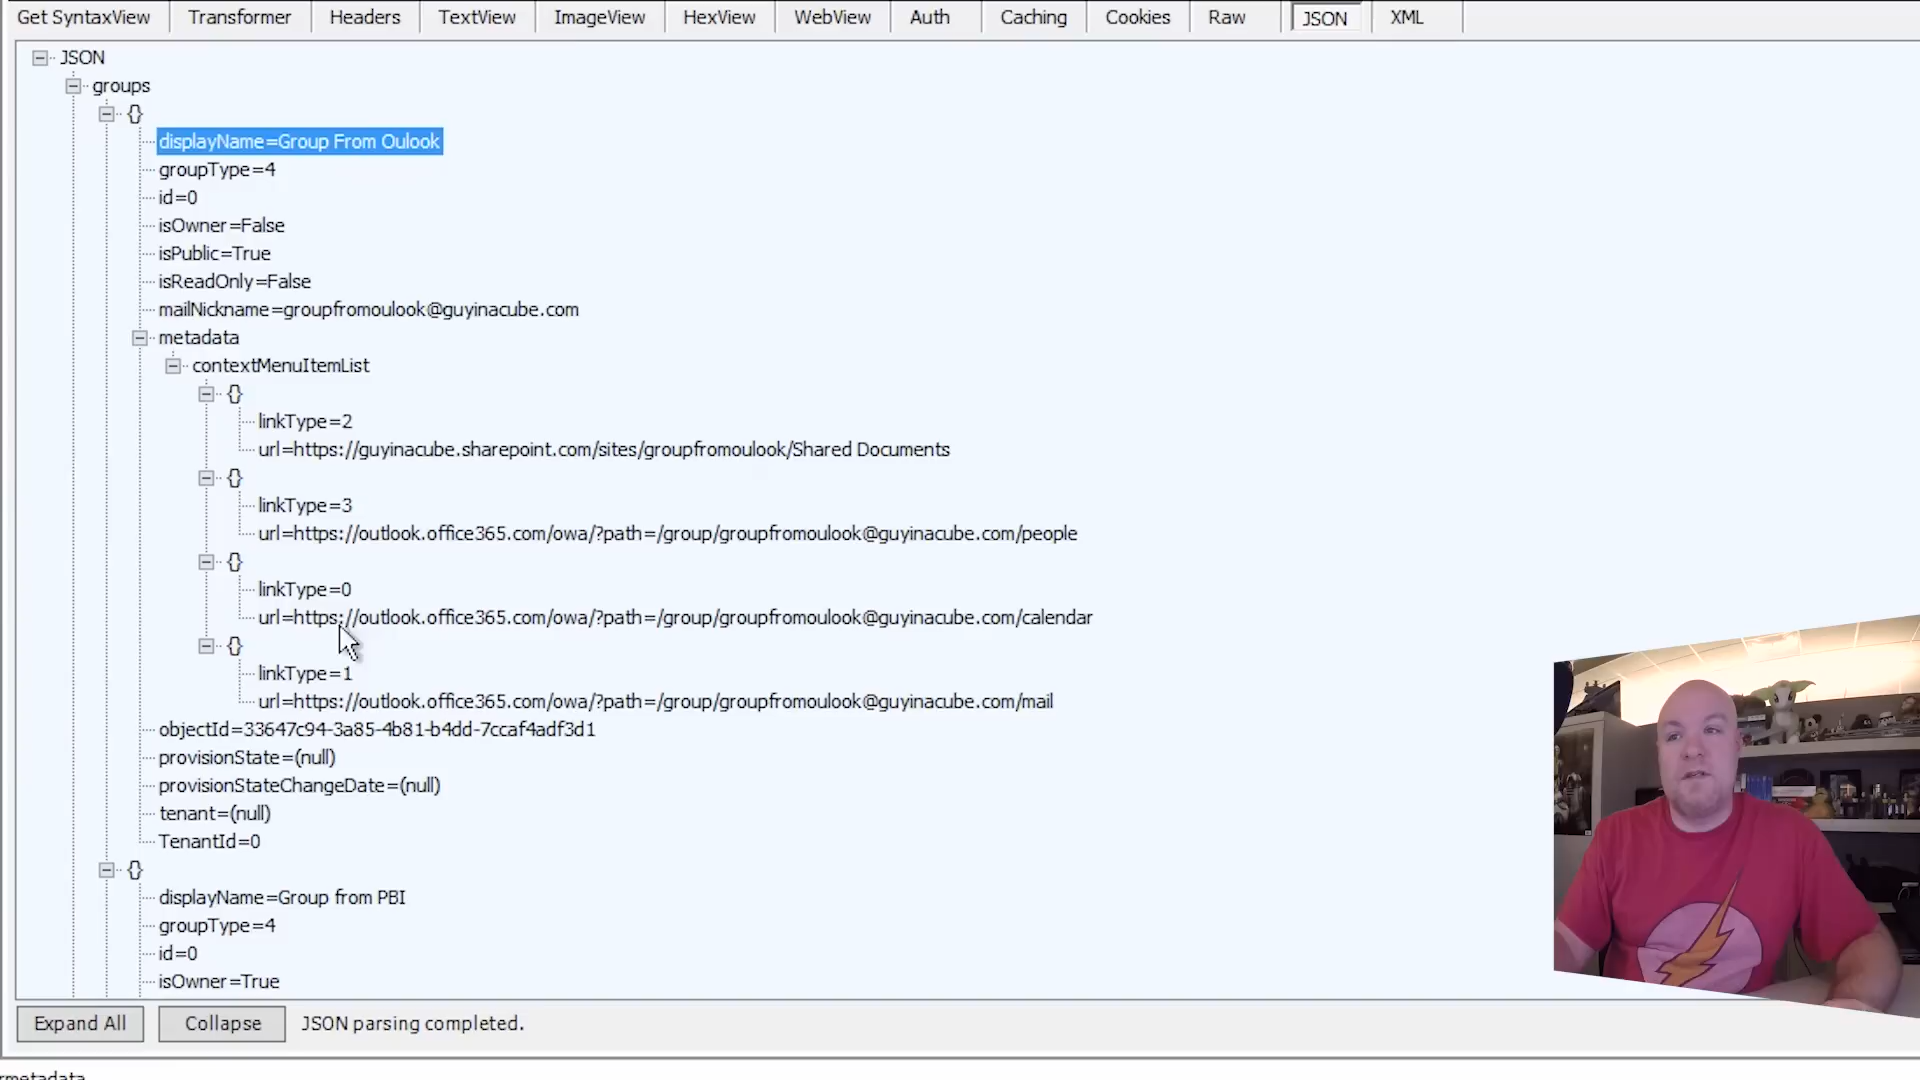 Get SyntaxView Transformer Headers TextView ImageView HexView WebView Auth Caching Cookies Raw JSON XML
JSON
groups
{}
displayName=Group From Oulook
groupType=4
id=0
isOwner=False
isPublic=True
isReadOnly=False
mailNickname=groupfromoulook@guyinacube.com
metadata
contextMenuItemList
{}
linkType=2
url=https://guyinacube.sharepoint.com/sites/groupfromoulook/Shared Documents
{}
linkType=3
url=https://outlook.office365.com/owa/?path=/group/groupfromoulook@guyinacube.com/people
{}
linkType=0
url=https://outlook.office365.com/owa/?path=/group/groupfromoulook@guyinacube.com/calendar
{}
linkType=1
url=https://outlook.office365.com/owa/?path=/group/groupfromoulook@guyinacube.com/mail
objectId=33647c94-3a85-4b81-b4dd-7ccaf4adf3d1
provisionState=(null)
provisionStateChangeDate=(null)
tenant=(null)
TenantId=0
{}
displayName=Group from PBI
groupType=4
id=0
isOwner=True
Expand All Collapse JSON parsing completed.